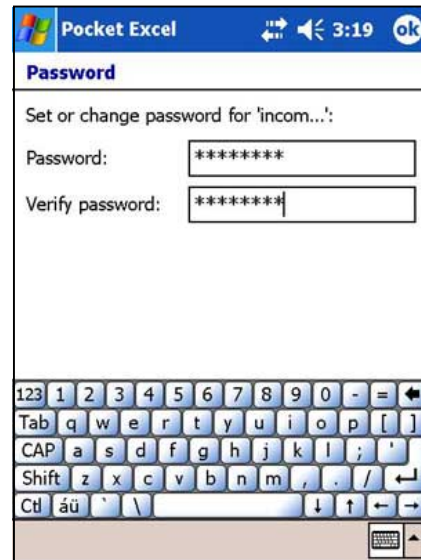 Pocket Excel 3:19 ok
Password
Set or change password for 'incom...':
Password: ********
Verify password: ********
123 1 2 3 4 5 6 7 8 9 0 - =
Tab q w e r t y u i o p [ ]
CAP a s d f g h j k l ; '
Shift z x c v b n m , . /
Ctl áü ` \